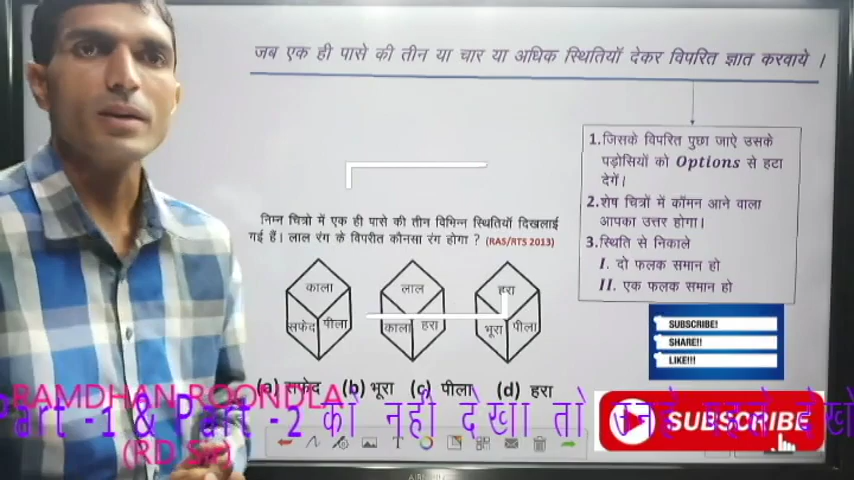 जब एक ही पासे की तीन या चार या अधिक स्थितियाँ देकर विपरित ज्ञात करवाये ।
1.जिसके विपरित पुछा जाऐ उसके
पड़ोसियों को Options से हटा
देगें।
2.शेष चित्रों में कॉमन आने वाला
आपका उत्तर होगा।
3.स्थिति से निकाले
I. दो फलक समान हो
II. एक फलक समान हो
निम्न चित्रो में एक ही पासे की तीन विभिन्न स्थितियाँ दिखलाई
गई हैं। लाल रंग के विपरीत कौनसा रंग होगा ? (RAS/RTS 2013)
काला
सफेद पीला
लाल
काला हरा
हरा
भूरा पीला
(a) सफेद (b) भूरा (c) पीला (d) हरा
SUBSCRIBE!
SHARE!!
LIKE!!!
RAMDHAN ROONDLA
(RD Sir)
Part -1 & Part -2 को नही देखा तो उनहे पहले देखो
SUBSCRIBE